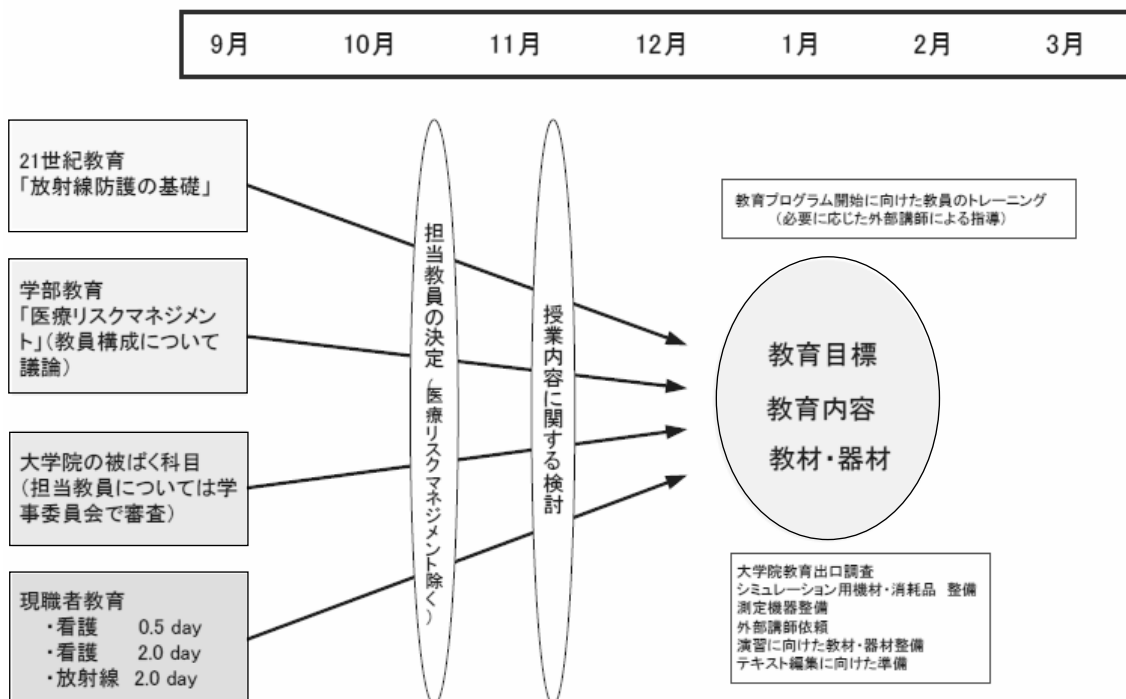 9月 10月 11月 12月 1月 2月 3月
21世紀教育
「放射線防護の基礎」
学部教育
「医療リスクマネジメン
ト」(教員構成について
議論)
大学院の被ばく科目
(担当教員については学
事委員会で審査)
現職者教育
・看護 0.5 day
・看護 2.0 day
・放射線 2.0 day
担当教員の決定(医療リスクマネジメント除く)
授業内容に関する検討
教育プログラム開始に向けた教員のトレーニング
(必要に応じた外部講師による指導)
教育目標
教育内容
教材・器材
大学院教育出口調査
シミュレーション用機材・消耗品 整備
測定機器整備
外部講師依頼
演習に向けた教材・器材整備
テキスト編集に向けた準備